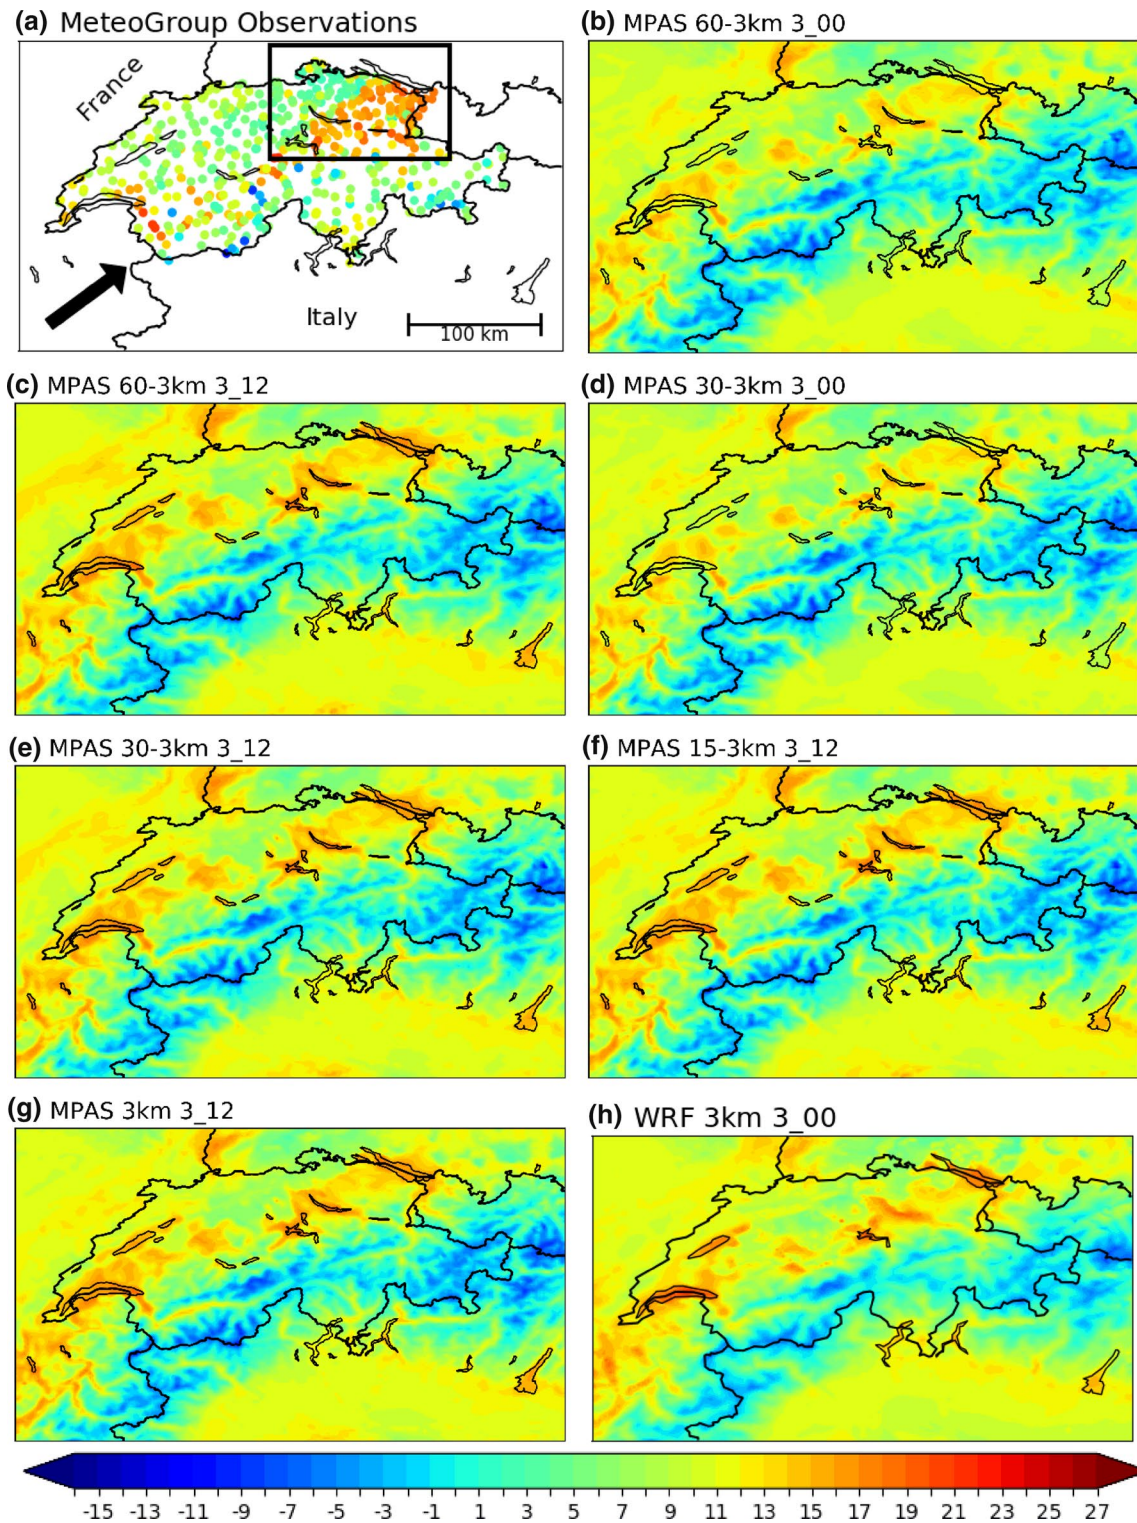 (a) MeteoGroup Observations
France
Italy
100 km
(b) MPAS 60-3km 3_00
(c) MPAS 60-3km 3_12
(d) MPAS 30-3km 3_00
(e) MPAS 30-3km 3_12
(f) MPAS 15-3km 3_12
(g) MPAS 3km 3_12
(h) WRF 3km 3_00
-15 -13 -11 -9 -7 -5 -3 -1 1 3 5 7 9 11 13 15 17 19 21 23 25 27